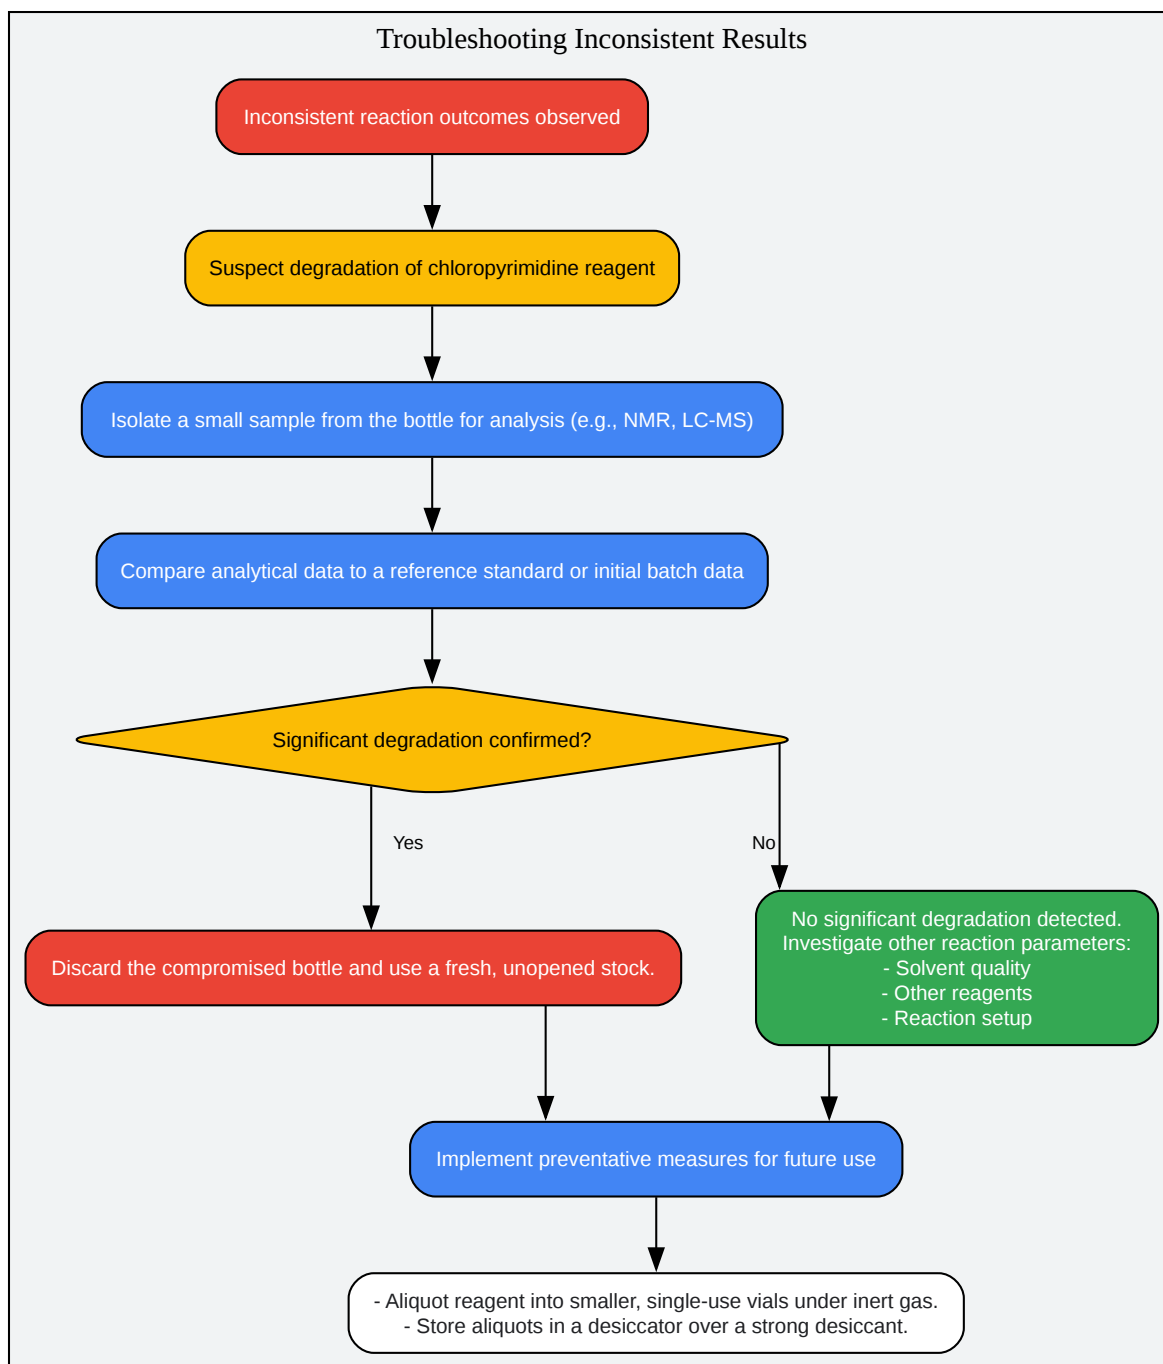 Troubleshooting Inconsistent Results
Inconsistent reaction outcomes observed
Suspect degradation of chloropyrimidine reagent
Isolate a small sample from the bottle for analysis (e.g., NMR, LC-MS)
Compare analytical data to a reference standard or initial batch data
Significant degradation confirmed?
Yes
No
No significant degradation detected.
Investigate other reaction parameters:
- Solvent quality
- Other reagents
- Reaction setup
Discard the compromised bottle and use a fresh, unopened stock.
Implement preventative measures for future use
- Aliquot reagent into smaller, single-use vials under inert gas.
- Store aliquots in a desiccator over a strong desiccant.